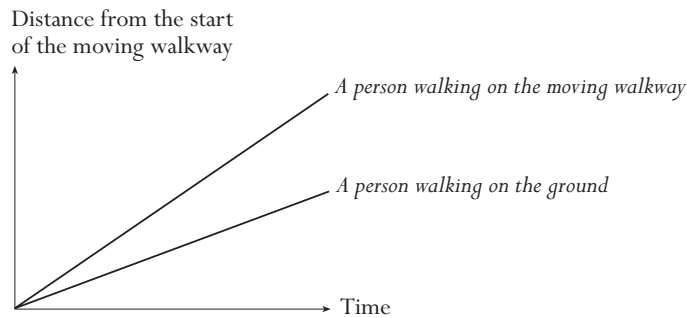 Distance from the start
of the moving walkway
A person walking on the moving walkway
A person walking on the ground
Time